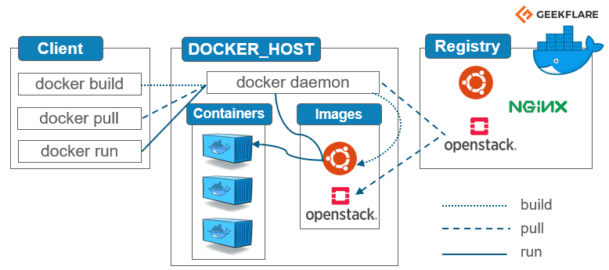 GEEKFLARE
Client
DOCKER_HOST
Registry
docker build
docker daemon
docker pull
Containers
Images
NGINX
docker run
openstack.
openstack.
build
pull
run